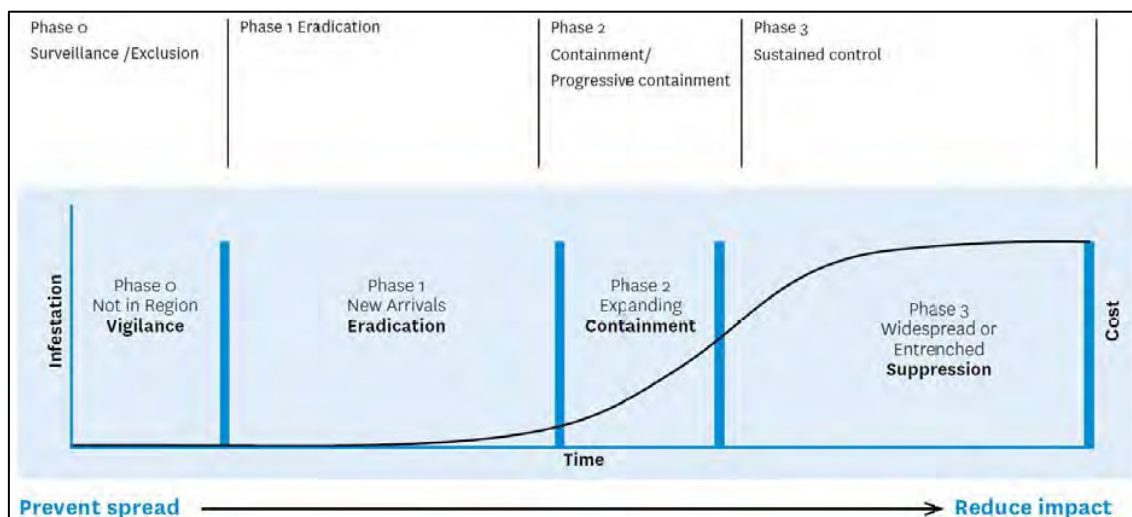 Phase 0
Surveillance /Exclusion
Phase 1 Eradication
Phase 2
Containment/
Progressive containment
Phase 3
Sustained control
Infestation
Phase 0
Not in Region
Vigilance
Phase 1
New Arrivals
Eradication
Phase 2
Expanding
Containment
Phase 3
Widespread or
Entrenched
Suppression
Cost
Time
Prevent spread
Reduce impact